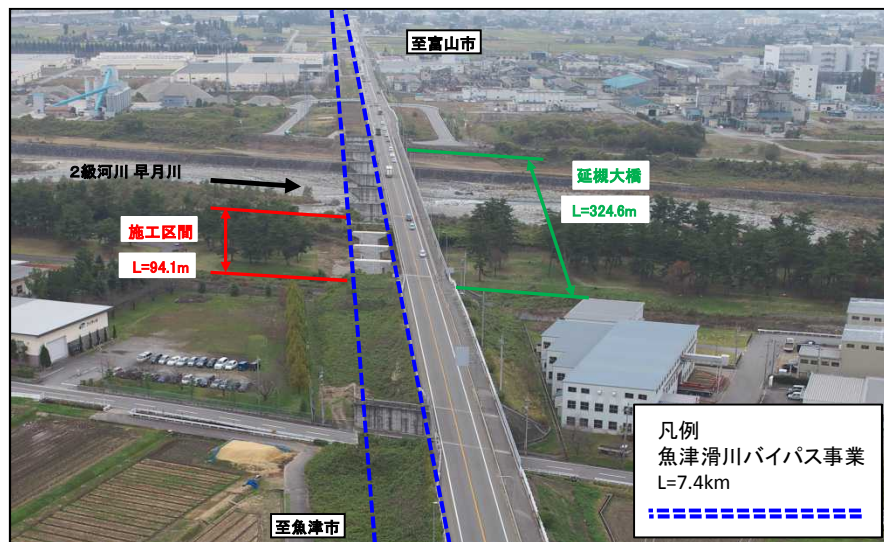 至富山市
2級河川 早月川
延槻大橋
L=324.6m
施工区間
L=94.1m
凡例
魚津滑川バイパス事業
L=7.4km
至魚津市